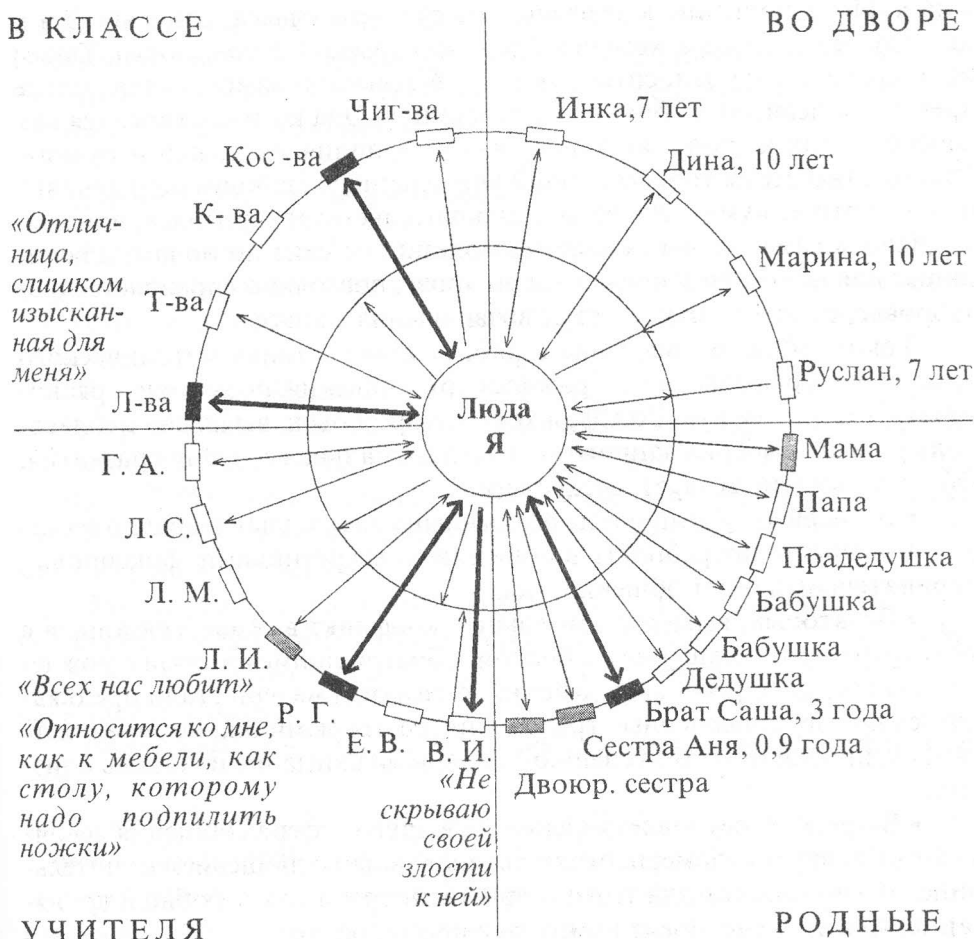 В КЛАССЕ
ВО ДВОРЕ
Чиг-ва
Инка,7 лет
Кос -ва
Дина, 10 лет
К- ва
Марина, 10 лет
«Отлич-
ница,
слишком
изыскан-
ная для
меня»
Т-ва
Руслан, 7 лет
Л-ва
Люда
Я
Мама
Г. А.
Папа
Л. С.
Прадедушка
Л. М.
Бабушка
Бабушка
Л. И.
Дедушка
«Всех нас любит»
Р. Г.
Брат Саша, 3 года
«Относится ко мне,
как к мебели, как
столу, которому
надо подпилить
ножки»
Е. В.
В. И.
Сестра Аня, 0,9 года
Двоюр. сестра
«Не
скрываю
своей
злости
к ней»
УЧИТЕЛЯ
РОДНЫЕ